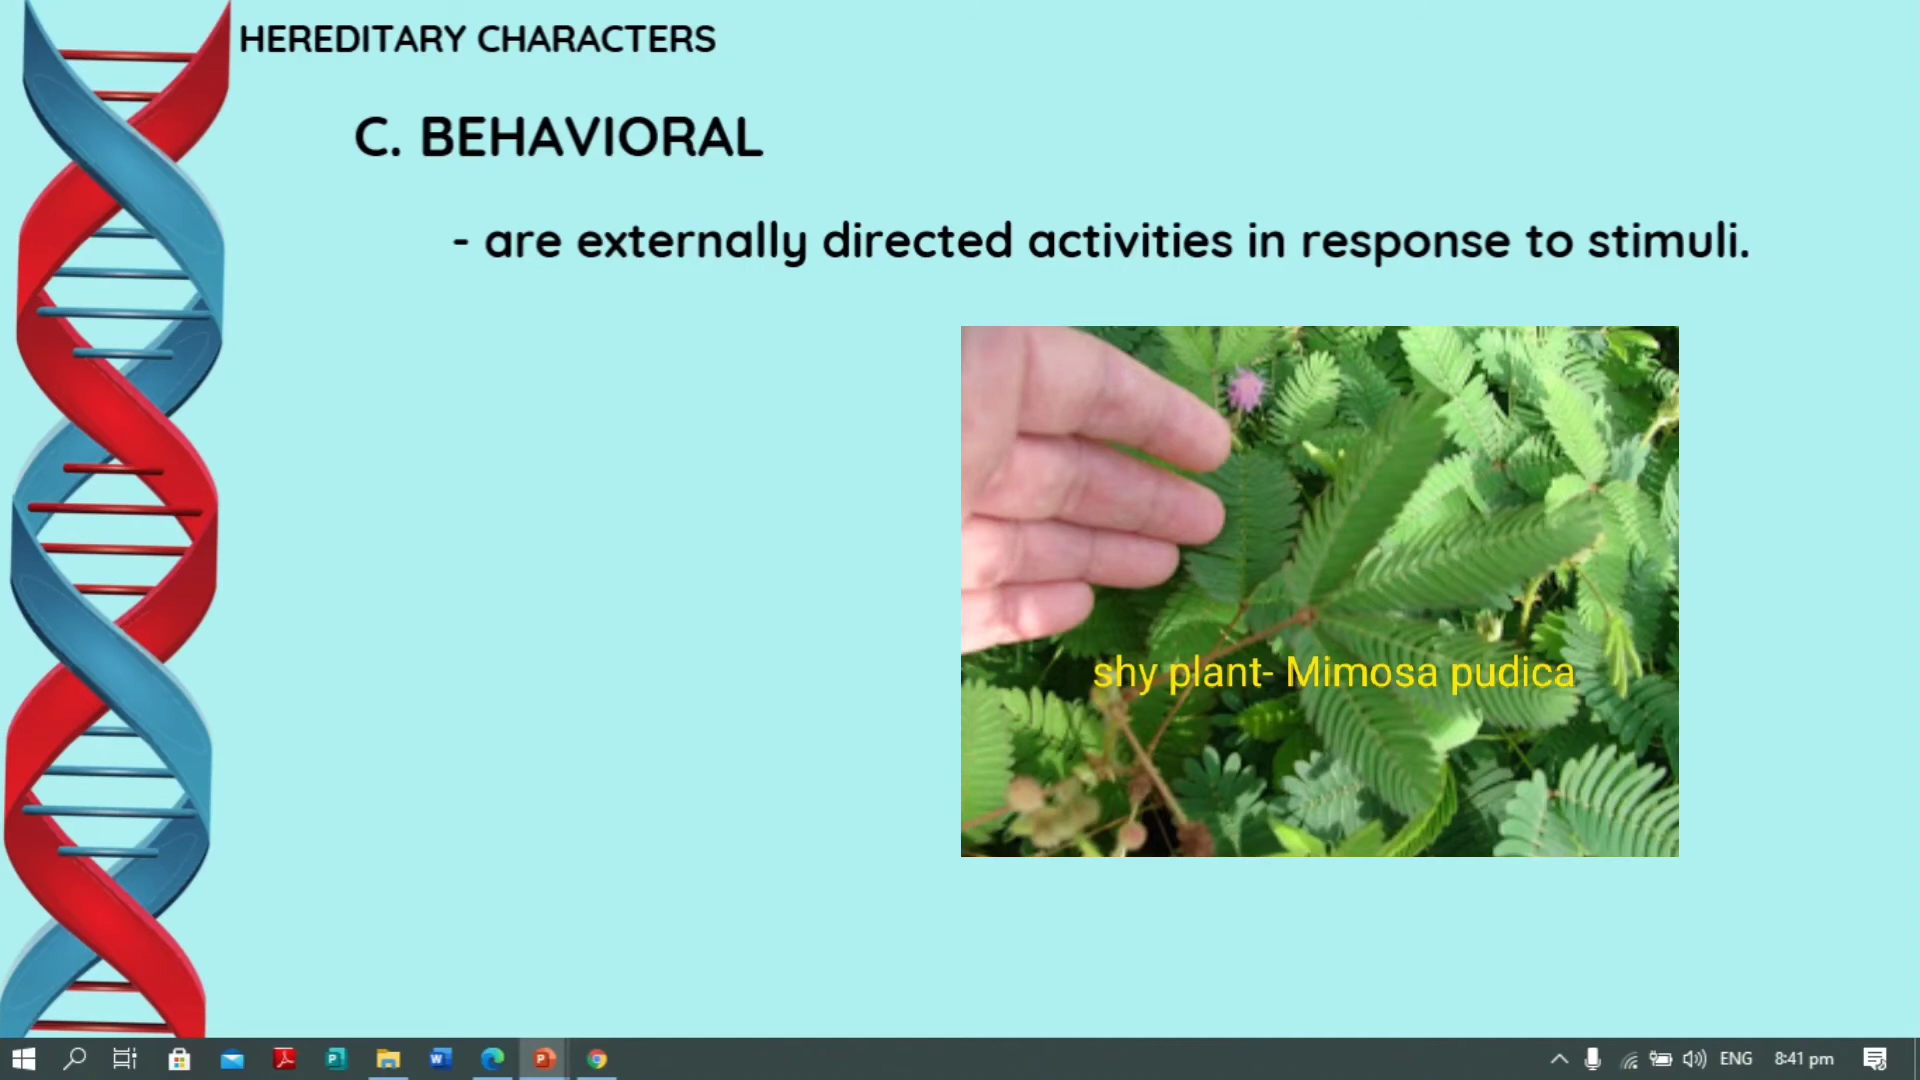 HEREDITARY CHARACTERS
C. BEHAVIORAL
- are externally directed activities in response to stimuli.
shy plant- Mimosa pudica
ENG 8:41 pm